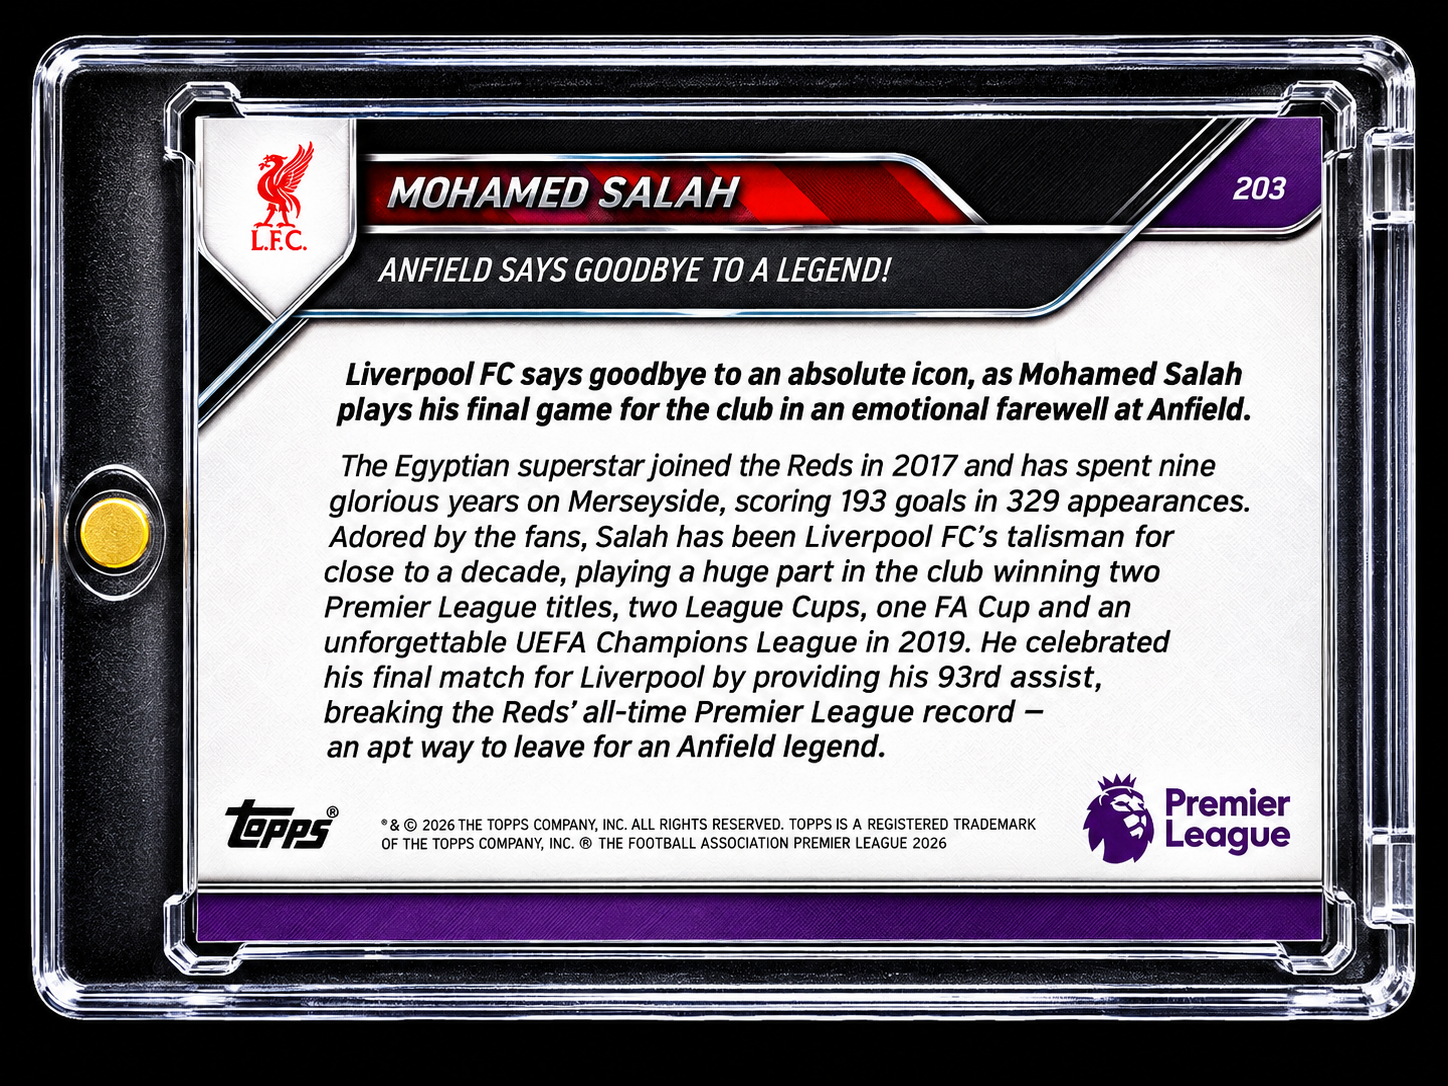 L.F.C.
MOHAMED SALAH
203
ANFIELD SAYS GOODBYE TO A LEGEND!
Liverpool FC says goodbye to an absolute icon, as Mohamed Salah
plays his final game for the club in an emotional farewell at Anfield.
The Egyptian superstar joined the Reds in 2017 and has spent nine
glorious years on Merseyside, scoring 193 goals in 329 appearances.
Adored by the fans, Salah has been Liverpool FC's talisman for
close to a decade, playing a huge part in the club winning two
Premier League titles, two League Cups, one FA Cup and an
unforgettable UEFA Champions League in 2019. He celebrated
his final match for Liverpool by providing his 93rd assist,
breaking the Reds' all-time Premier League record –
an apt way to leave for an Anfield legend.
topps®
®& © 2026 THE TOPPS COMPANY, INC. ALL RIGHTS RESERVED. TOPPS IS A REGISTERED TRADEMARK
OF THE TOPPS COMPANY, INC. ® THE FOOTBALL ASSOCIATION PREMIER LEAGUE 2026
Premier
League